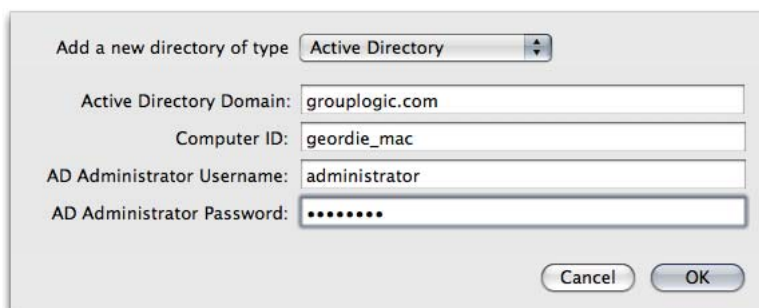 Add a new directory of type Active Directory
Active Directory Domain: grouplogic.com
Computer ID: geordie_mac
AD Administrator Username: administrator
AD Administrator Password: ••••••••
Cancel OK